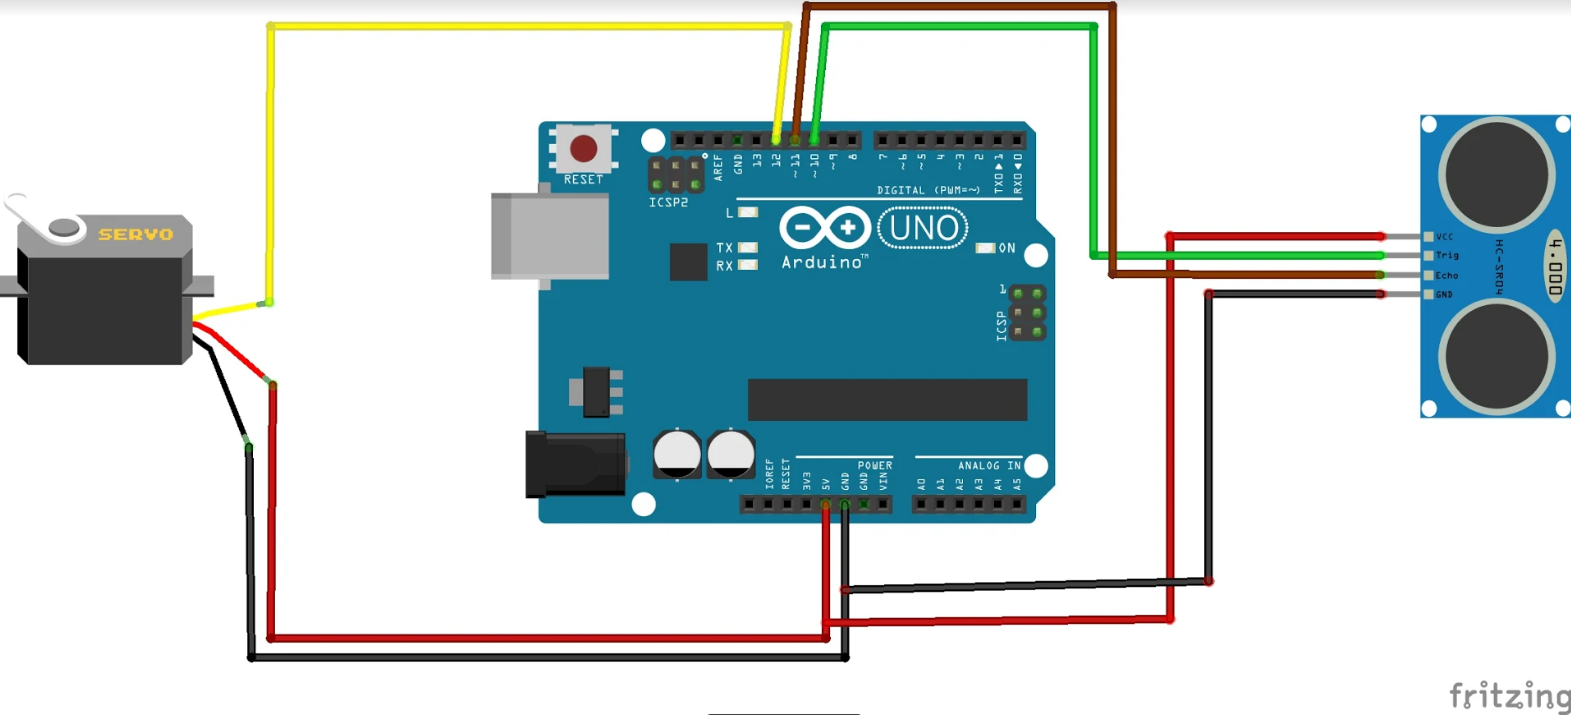 RESET
ICSP2
AREF
GND
13
12
~11
~10
~9
8
7
~6
~5
4
~3
2
TX0▶1
RX0◀0
DIGITAL (PWM=~)
L
TX
RX
UNO
ON
Arduino™
1
ICSP
SERVO
VCC
Trig
Echo
GND
HC-SR04
4.000
POWER
ANALOG IN
IOREF
RESET
3V3
5V
GND
GND
VIN
A0
A1
A2
A3
A4
A5
fritzing